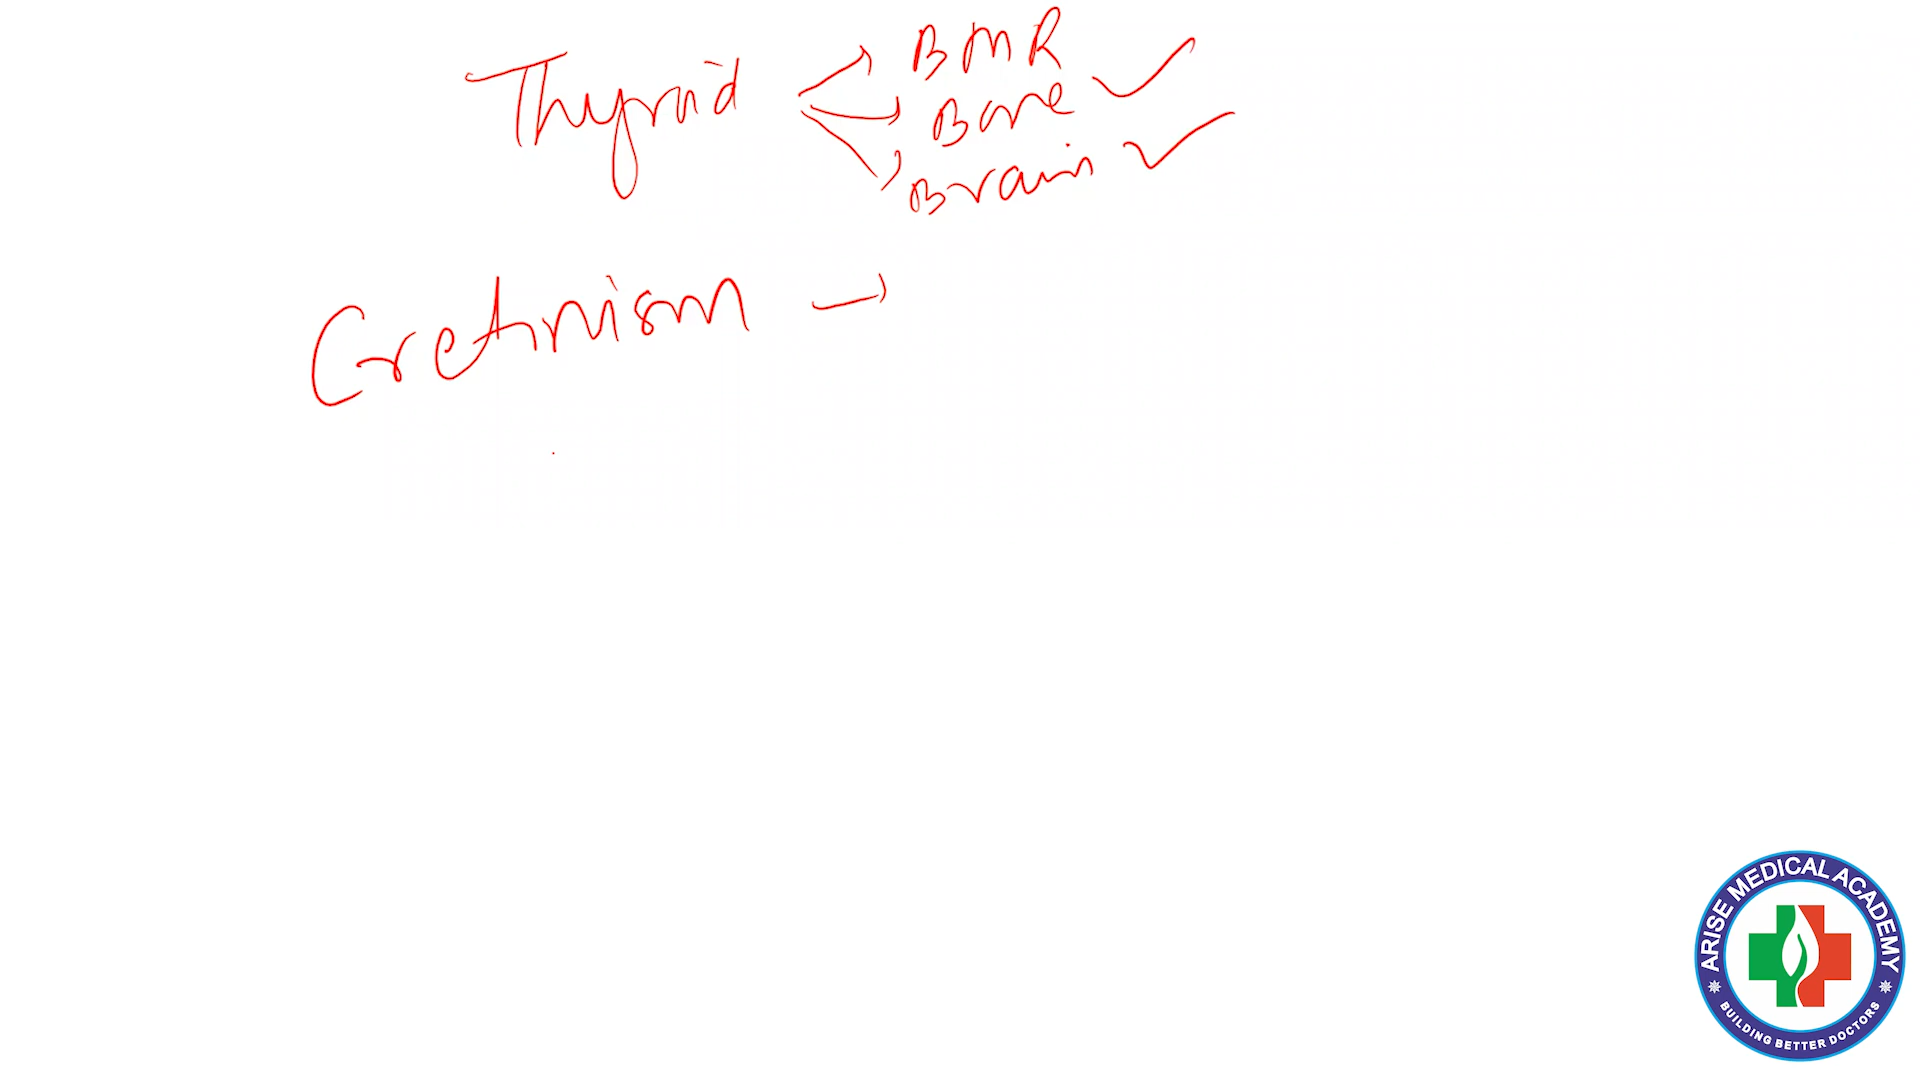 Thyroid → BMR
→ Bone ✓
→ Brain ✓
Cretinism →
ARISE MEDICAL ACADEMY
BUILDING BETTER DOCTORS